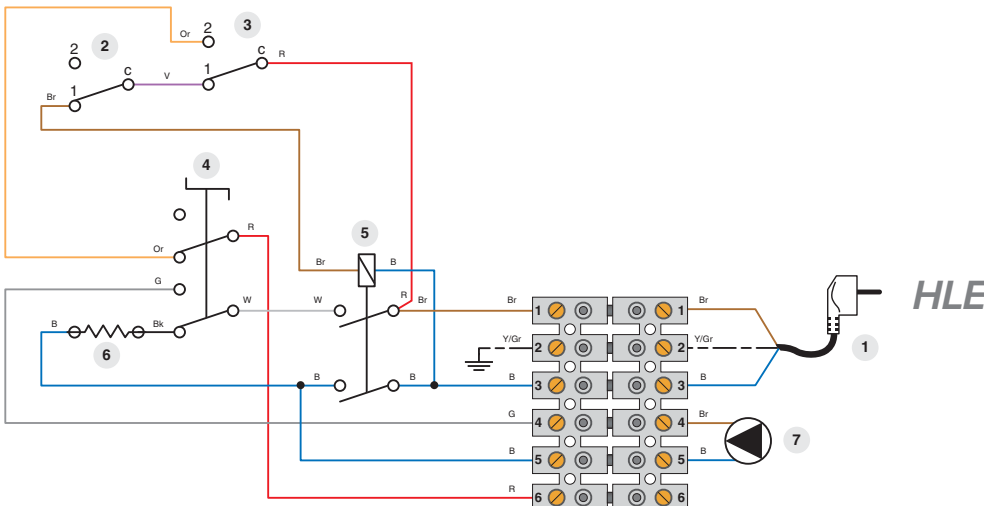 2 3
Or 2
2 C R
C V 1
Br 1
4
R
Or
5
G
Br B
W W R Br
B Bk
6
B B
Br 1 1 Br
Y/Gr 2 2 Y/Gr
B 3 3 B
G 4 4 Br
B 5 5 B
R 6 6
HLE
1
7